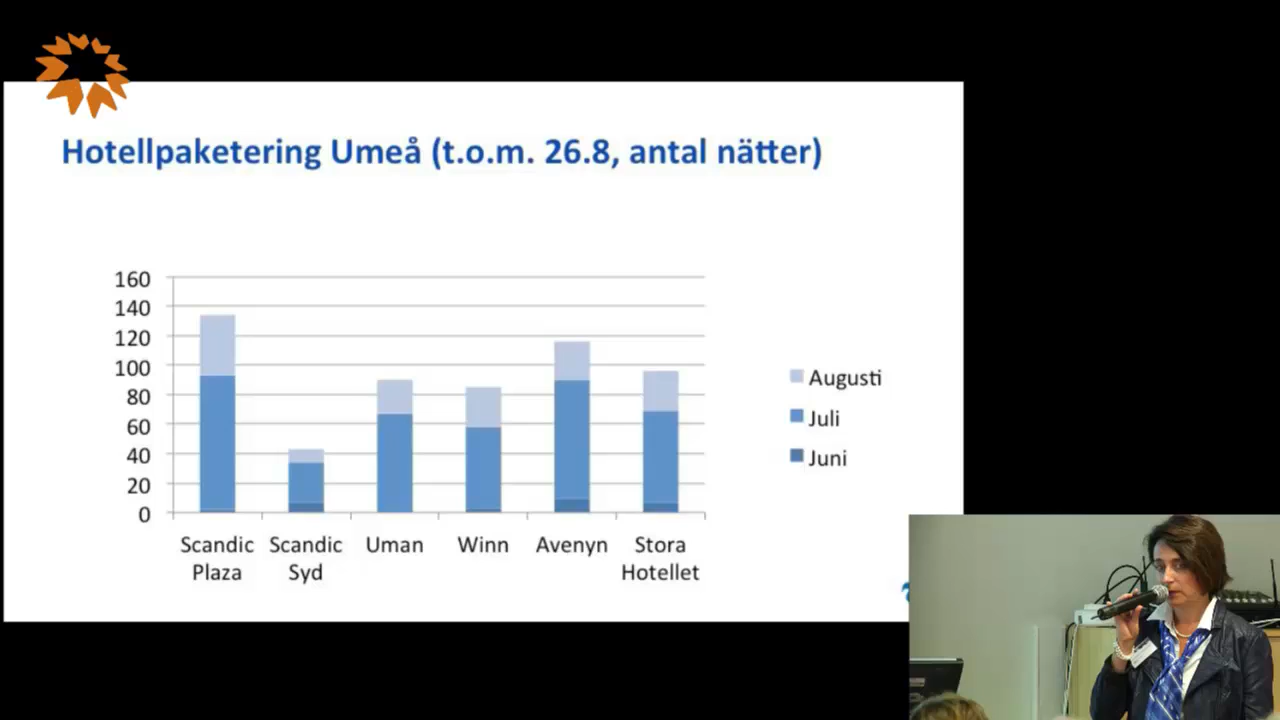 Hotellpaketering Umeå (t.o.m. 26.8, antal nätter)
160
140
120
100
80
60
40
20
0
Scandic Plaza
Scandic Syd
Uman
Winn
Avenyn
Stora Hotellet
Augusti
Juli
Juni